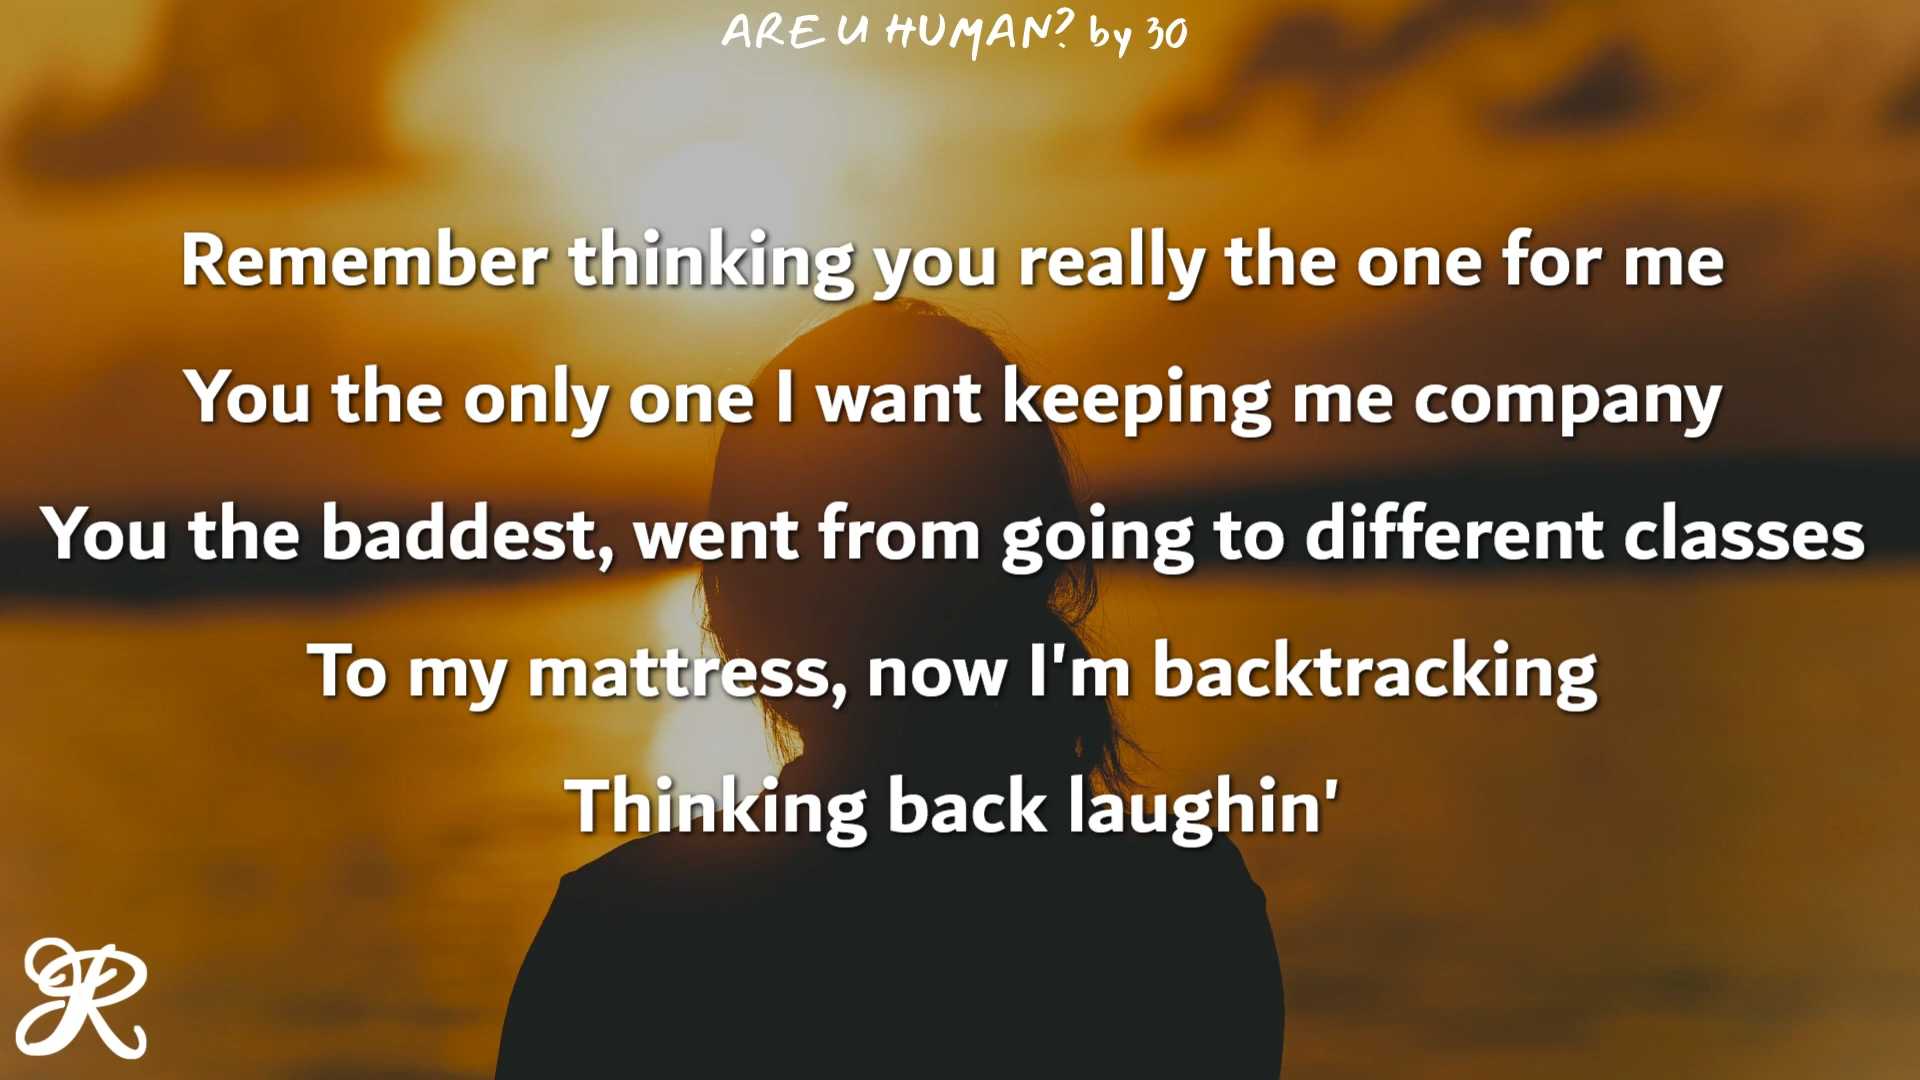 ARE U HUMAN? by 30
Remember thinking you really the one for me
You the only one I want keeping me company
You the baddest, went from going to different classes
To my mattress, now I'm backtracking
Thinking back laughin'
R